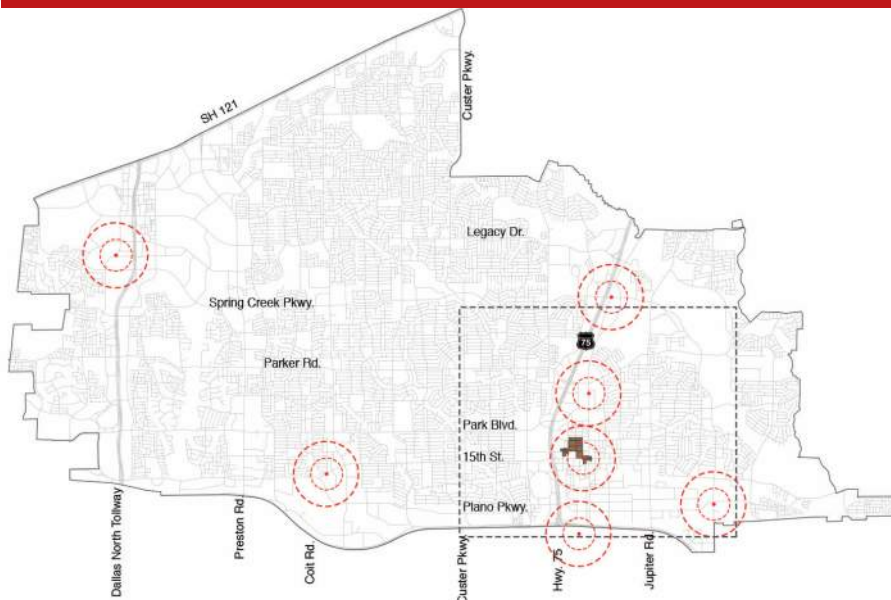 Custer Pkwy.
SH 121
Legacy Dr.
Spring Creek Pkwy.
75
Parker Rd.
Park Blvd.
15th St.
Plano Pkwy.
Dallas North Tollway
Preston Rd.
Coit Rd.
Custer Pkwy.
Hwy. 75
Jupiter Rd.